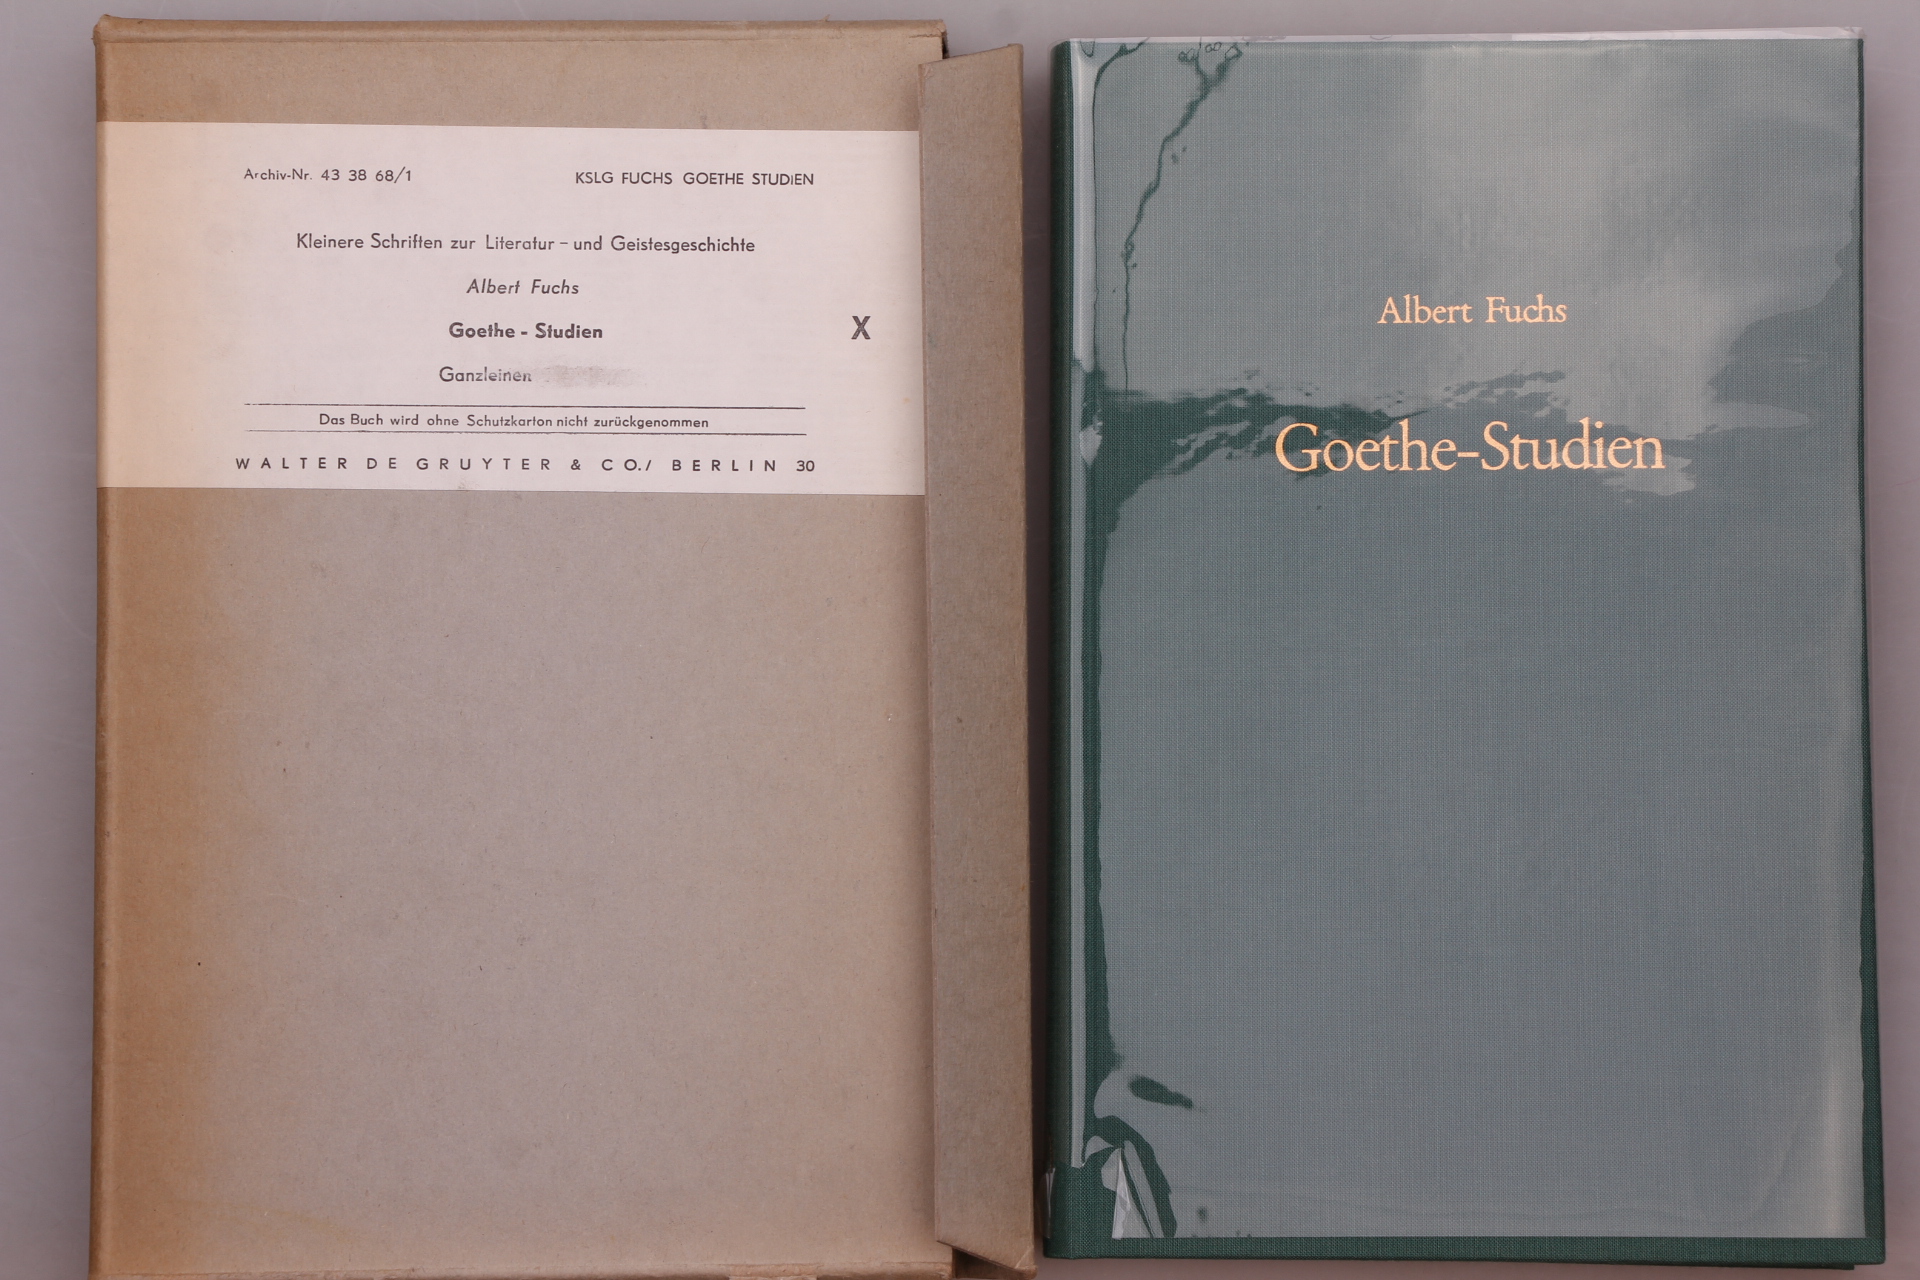 Archiv-Nr. 43 38 68/1 KSLG FUCHS GOETHE STUDIEN
Kleinere Schriften zur Literatur – und Geistesgeschichte
Albert Fuchs
Goethe - Studien X
Ganzleinen
Das Buch wird ohne Schutzkarton nicht zurückgenommen
WALTER DE GRUYTER & CO./ BERLIN 30
Albert Fuchs
Goethe-Studien